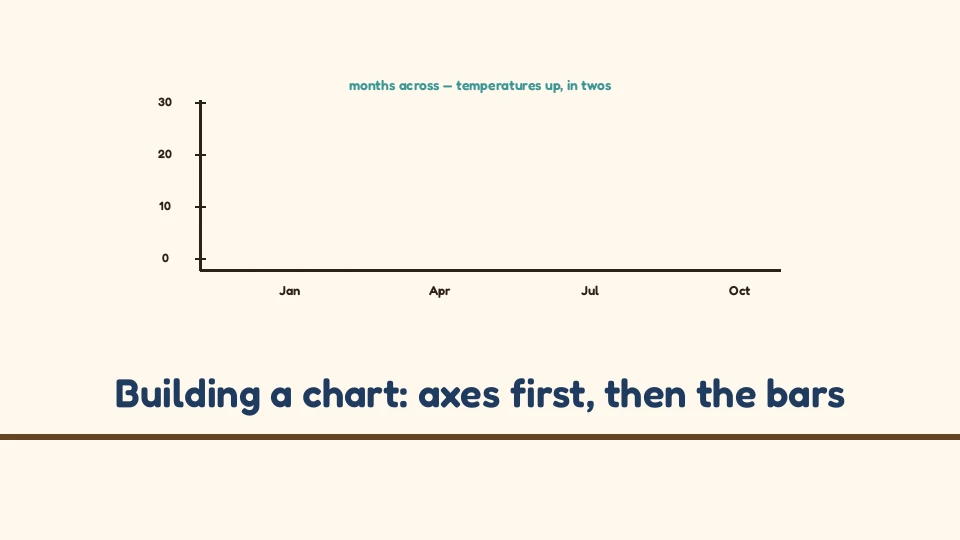 months across — temperatures up, in twos
30
20
10
0
Jan Apr Jul Oct
Building a chart: axes first, then the bars